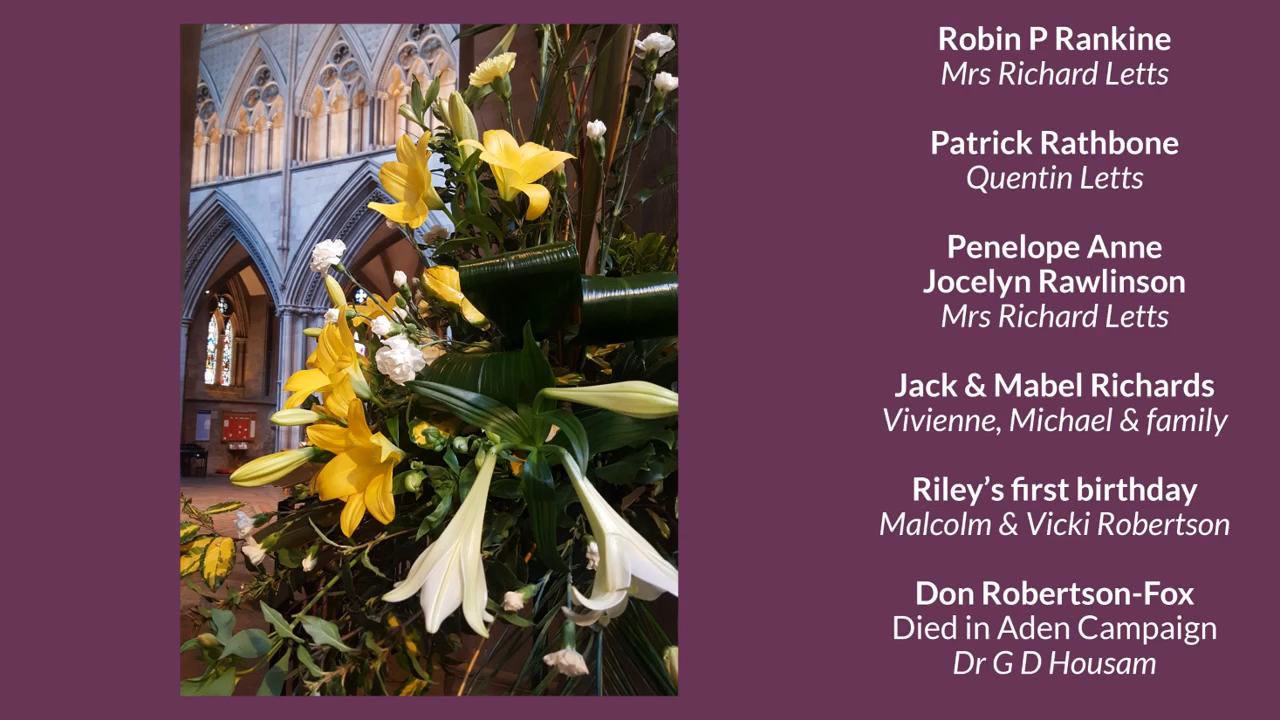 Robin P Rankine
Mrs Richard Letts
Patrick Rathbone
Quentin Letts
Penelope Anne
Jocelyn Rawlinson
Mrs Richard Letts
Jack & Mabel Richards
Vivienne, Michael & family
Riley’s first birthday
Malcolm & Vicki Robertson
Don Robertson-Fox
Died in Aden Campaign
Dr G D Housam